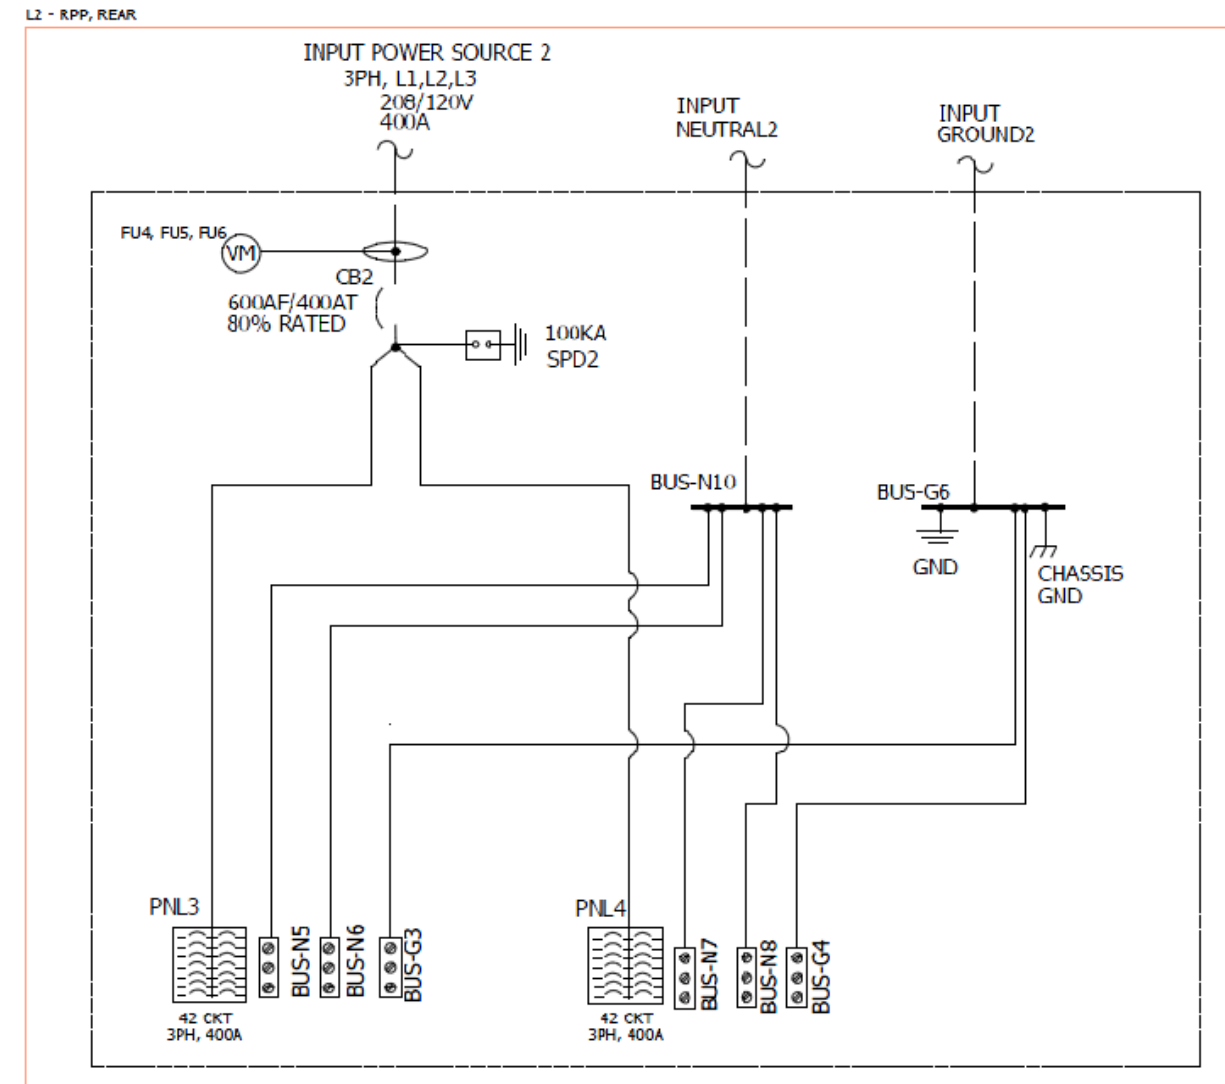 L2 - RPP, REAR
INPUT POWER SOURCE 2
3PH, L1,L2,L3
208/120V
400A
INPUT
NEUTRAL2
INPUT
GROUND2
FU4, FU5, FU6
VM
CB2
600AF/400AT
80% RATED
100KA
SPD2
BUS-N10
BUS-G6
GND
CHASSIS
GND
PNL3
BUS-N5
BUS-N6
BUS-G3
42 CKT
3PH, 400A
PNL4
BUS-N7
BUS-N8
BUS-G4
42 CKT
3PH, 400A